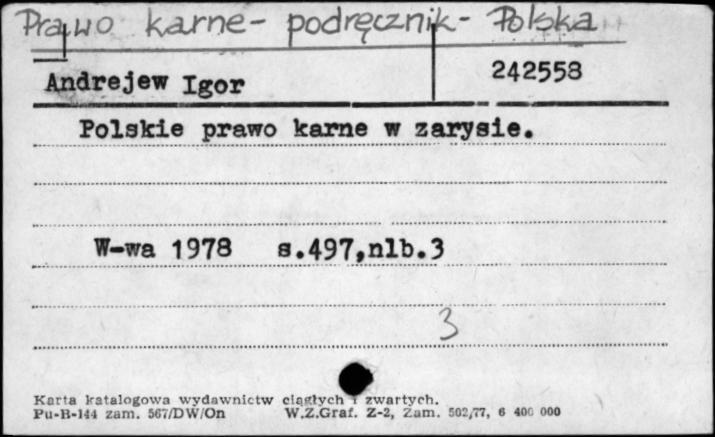 Prawo karne - podręcznik - Polska
Andrejew Igor 242558
Polskie prawo karne w zarysie.
W-wa 1978 s.497,nlb.3
3
Karta katalogowa wydawnictw ciągłych i zwartych.
Pu-B-144 zam. 567/DW/On W.Z.Graf. Z-2, Zam. 502/77, 6 400 000